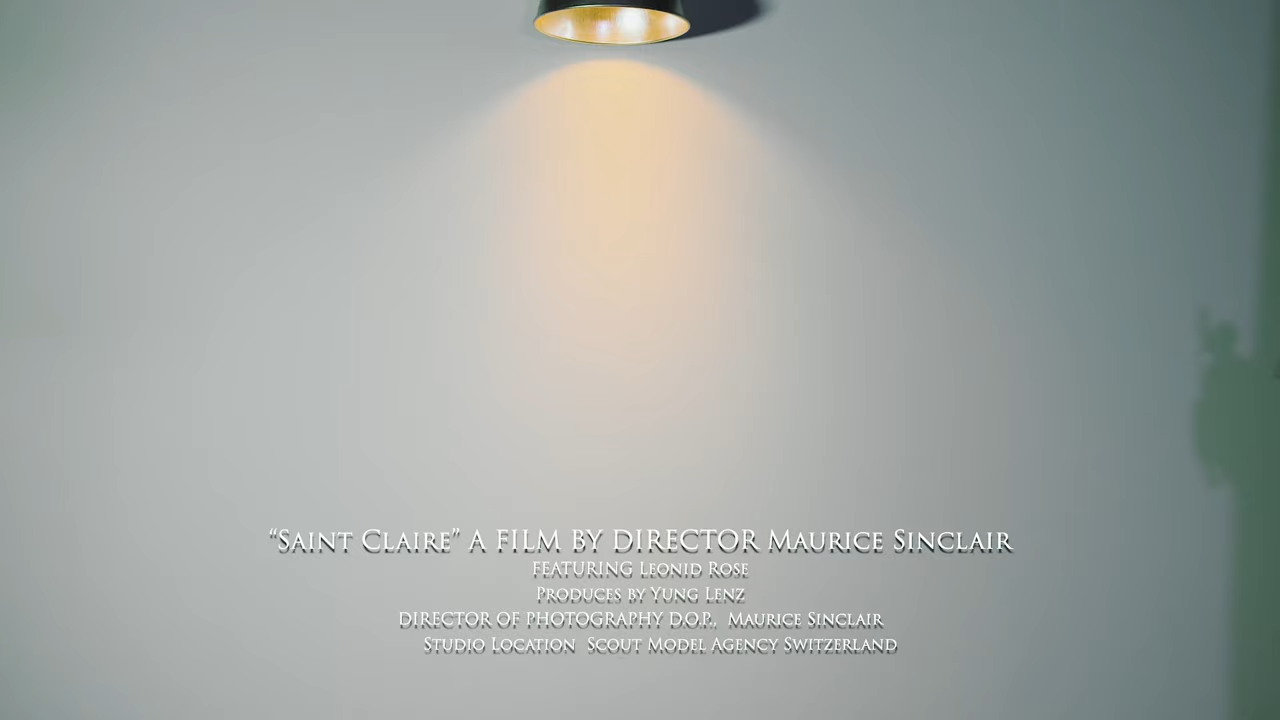 “Saint Claire” A FILM BY DIRECTOR Maurice Sinclair
FEATURING Leonid Rose
Produces by Yung Lenz
DIRECTOR OF PHOTOGRAPHY D.O.P., Maurice Sinclair
Studio Location Scout Model Agency Switzerland